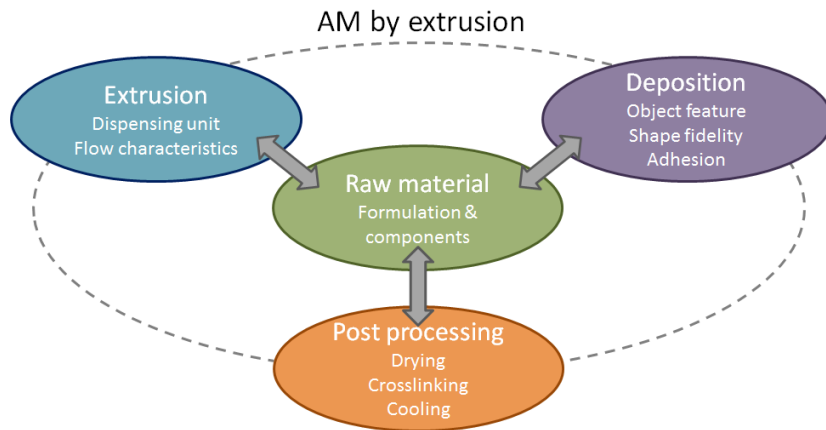 AM by extrusion
Extrusion
Dispensing unit
Flow characteristics
Deposition
Object feature
Shape fidelity
Adhesion
Raw material
Formulation &
components
Post processing
Drying
Crosslinking
Cooling